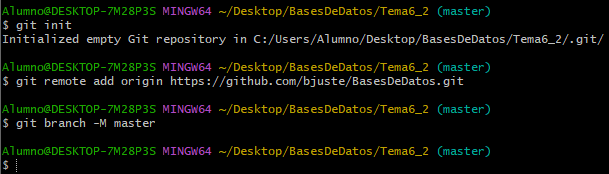 Alumno@DESKTOP-7M28P3S MINGW64 ~/Desktop/BasesDeDatos/Tema6_2 (master)
$ git init
Initialized empty Git repository in C:/Users/Alumno/Desktop/BasesDeDatos/Tema6_2/.git/
Alumno@DESKTOP-7M28P3S MINGW64 ~/Desktop/BasesDeDatos/Tema6_2 (master)
$ git remote add origin https://github.com/bjuste/BasesDeDatos.git
Alumno@DESKTOP-7M28P3S MINGW64 ~/Desktop/BasesDeDatos/Tema6_2 (master)
$ git branch -M master
Alumno@DESKTOP-7M28P3S MINGW64 ~/Desktop/BasesDeDatos/Tema6_2 (master)
$